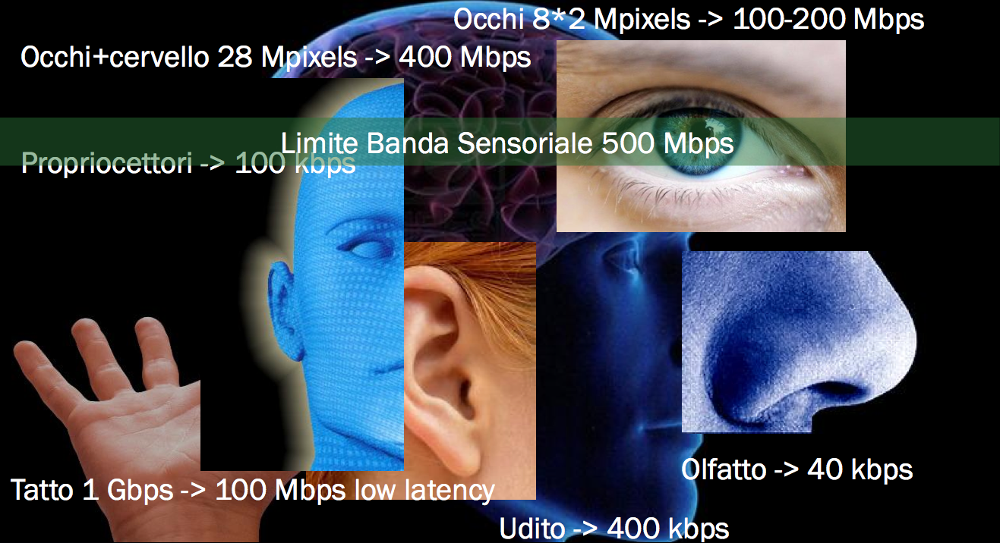 Occhi 8*2 Mpixels -> 100-200 Mbps
Occhi+cervello 28 Mpixels -> 400 Mbps
Limite Banda Sensoriale 500 Mbps
Propriocettori -> 100 kbps
Olfatto -> 40 kbps
Tatto 1 Gbps -> 100 Mbps low latency
Udito -> 400 kbps